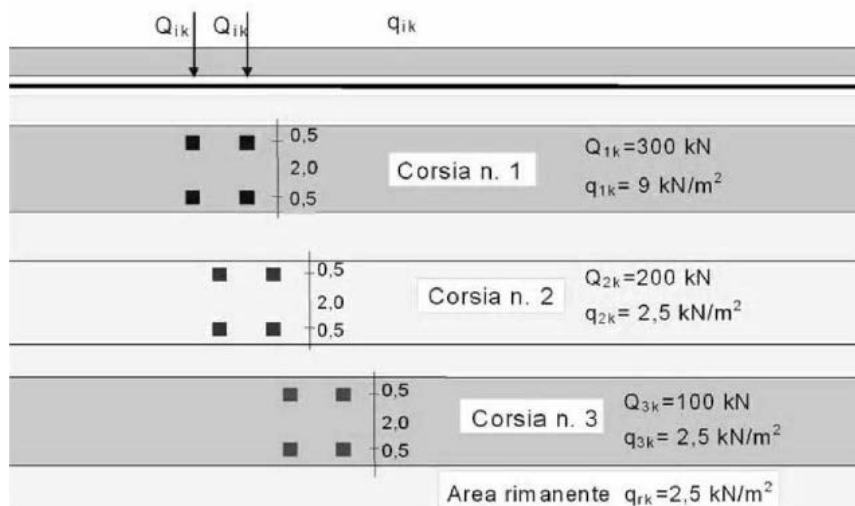 Qik Qik qik
0,5
2,0
0,5
Corsia n. 1
Q1k=300 kN
q1k= 9 kN/m²
0,5
2,0
0,5
Corsia n. 2
Q2k=200 kN
q2k= 2,5 kN/m²
0,5
2,0
0,5
Corsia n. 3
Q3k=100 kN
q3k= 2,5 kN/m²
Area rimanente qrk=2,5 kN/m²